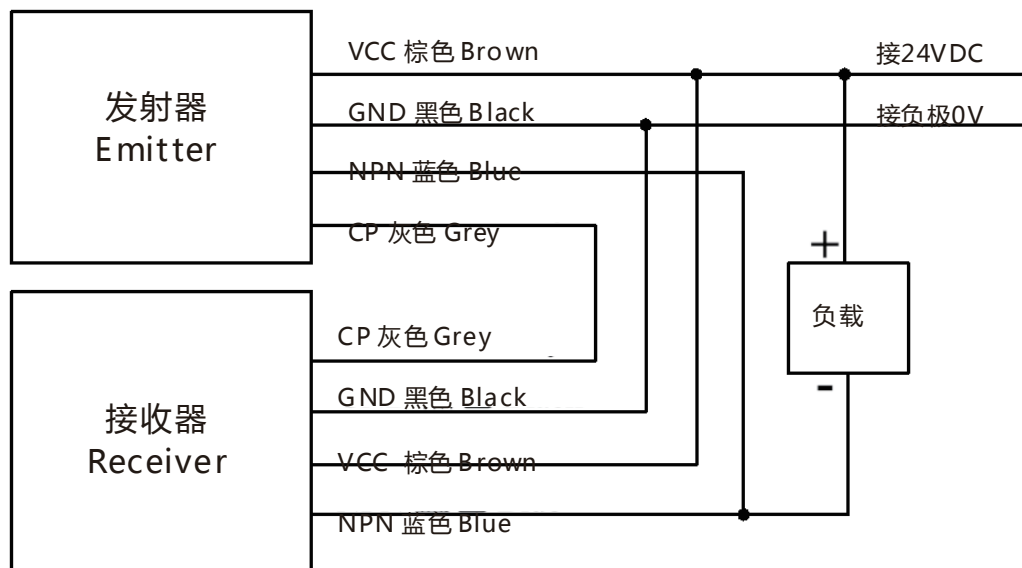 VCC 棕色 Brown
接24VDC
发射器
Emitter
GND 黑色 Black
接负极0V
NPN 蓝色 Blue
CP 灰色 Grey
+
负载
-
CP 灰色 Grey
GND 黑色 Black
接收器
Receiver
VCC 棕色 Brown
NPN 蓝色 Blue